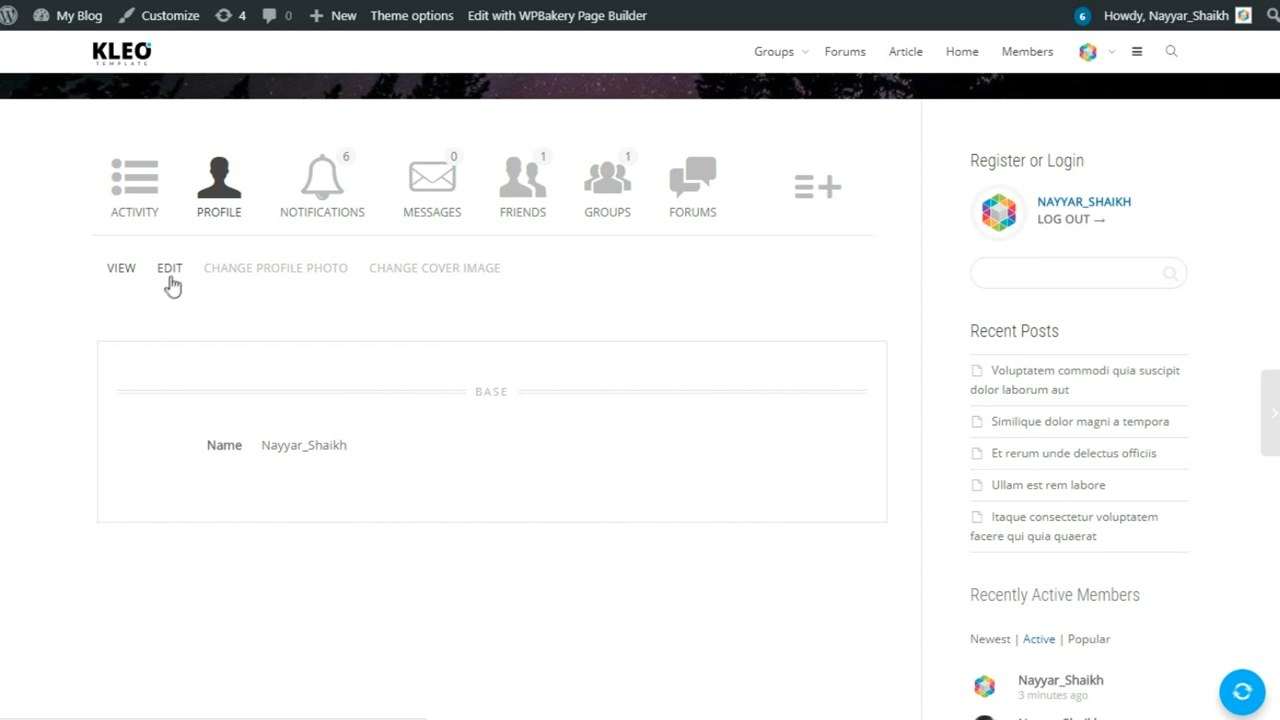 My Blog Customize 4 0 New Theme options Edit with WPBakery Page Builder 6 Howdy, Nayyar_Shaikh
KLEO
TEMPLATE
Groups Forums Article Home Members
6 0 1 1
ACTIVITY PROFILE NOTIFICATIONS MESSAGES FRIENDS GROUPS FORUMS
VIEW EDIT CHANGE PROFILE PHOTO CHANGE COVER IMAGE
BASE
Name Nayyar_Shaikh
Register or Login
NAYYAR_SHAIKH
LOG OUT →
Recent Posts
Voluptatem commodi quia suscipit
dolor laborum aut
Similique dolor magni a tempora
Et rerum unde delectus officiis
Ullam est rem labore
Itaque consectetur voluptatem
facere qui quia quaerat
Recently Active Members
Newest | Active | Popular
Nayyar_Shaikh
3 minutes ago